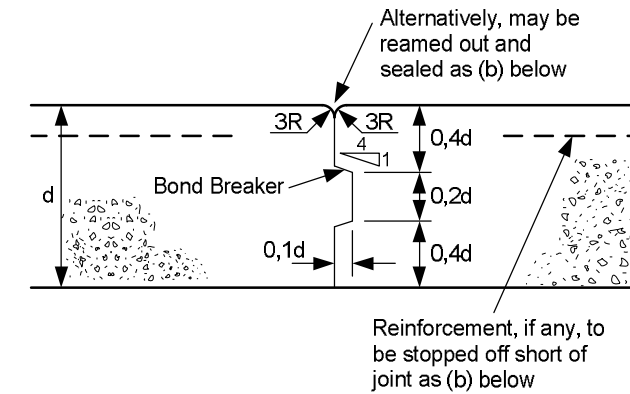 Alternatively, may be
reamed out and
sealed as (b) below
3R
3R
0,4d
4
1
Bond Breaker
d
0,2d
0,1d
0,4d
Reinforcement, if any, to
be stopped off short of
joint as (b) below